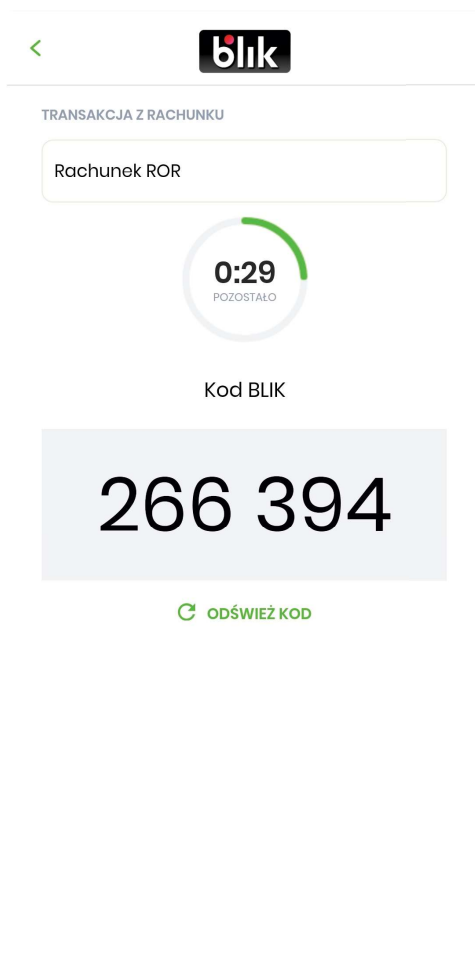 blik
TRANSAKCJA Z RACHUNKU
Rachunek ROR
0:29
POZOSTAŁO
Kod BLIK
266 394
ODŚWIEŻ KOD